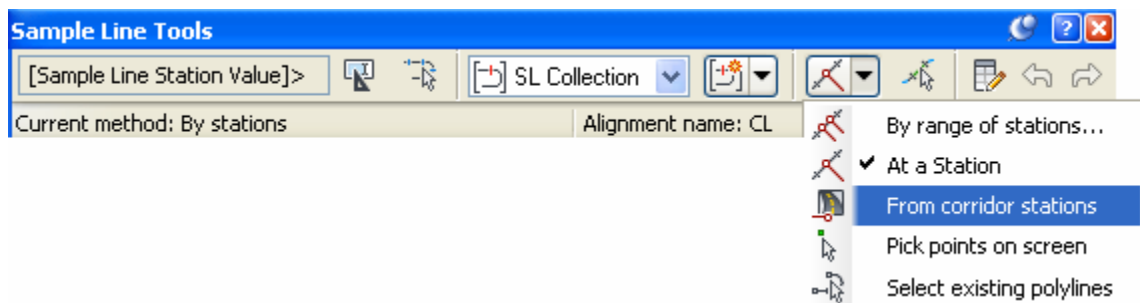 Sample Line Tools
[Sample Line Station Value]> SL Collection
Current method: By stations Alignment name: CL
By range of stations...
At a Station
From corridor stations
Pick points on screen
Select existing polylines